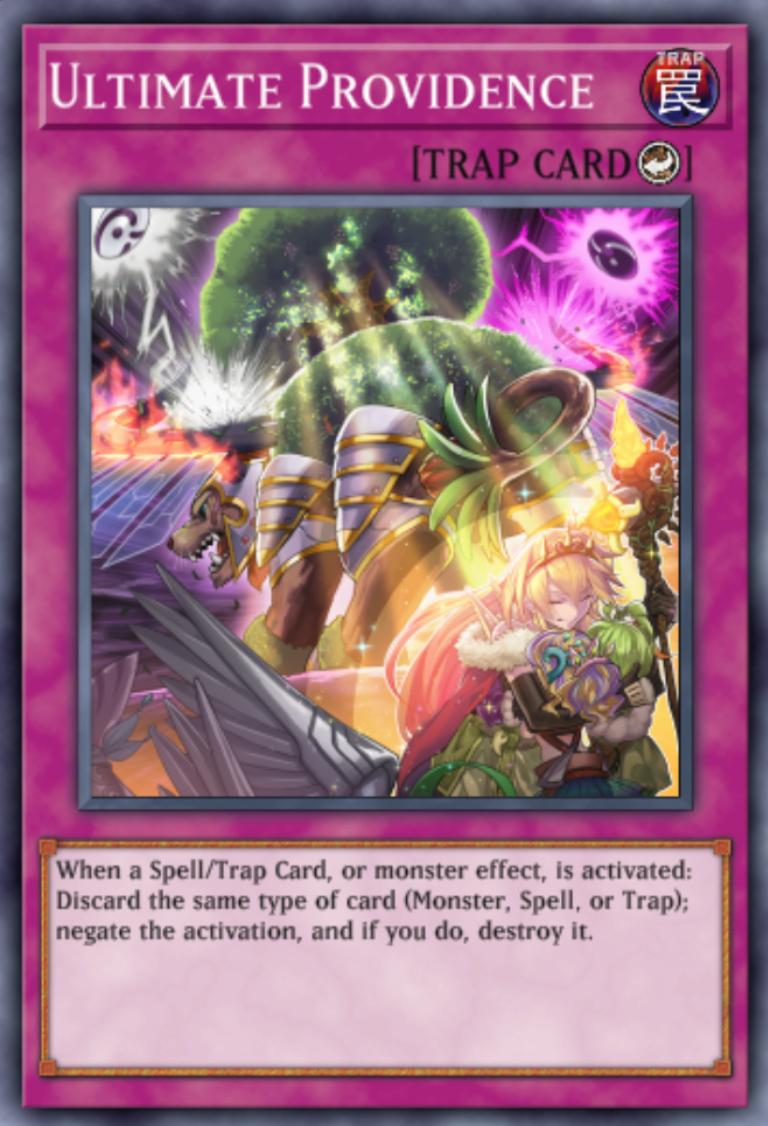 ULTIMATE PROVIDENCE
TRAP
罠
[TRAP CARD]
When a Spell/Trap Card, or monster effect, is activated:
Discard the same type of card (Monster, Spell, or Trap);
negate the activation, and if you do, destroy it.